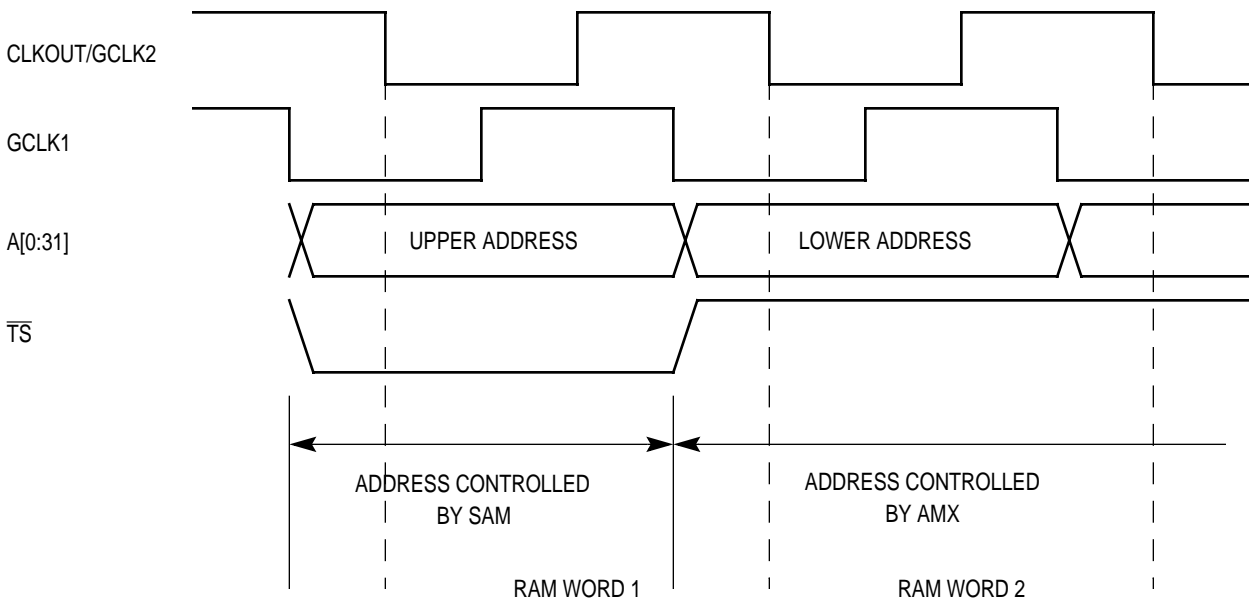 CLKOUT/GCLK2
GCLK1
A[0:31]
UPPER ADDRESS
LOWER ADDRESS
T̅S̅
ADDRESS CONTROLLED
BY SAM
ADDRESS CONTROLLED
BY AMX
RAM WORD 1
RAM WORD 2